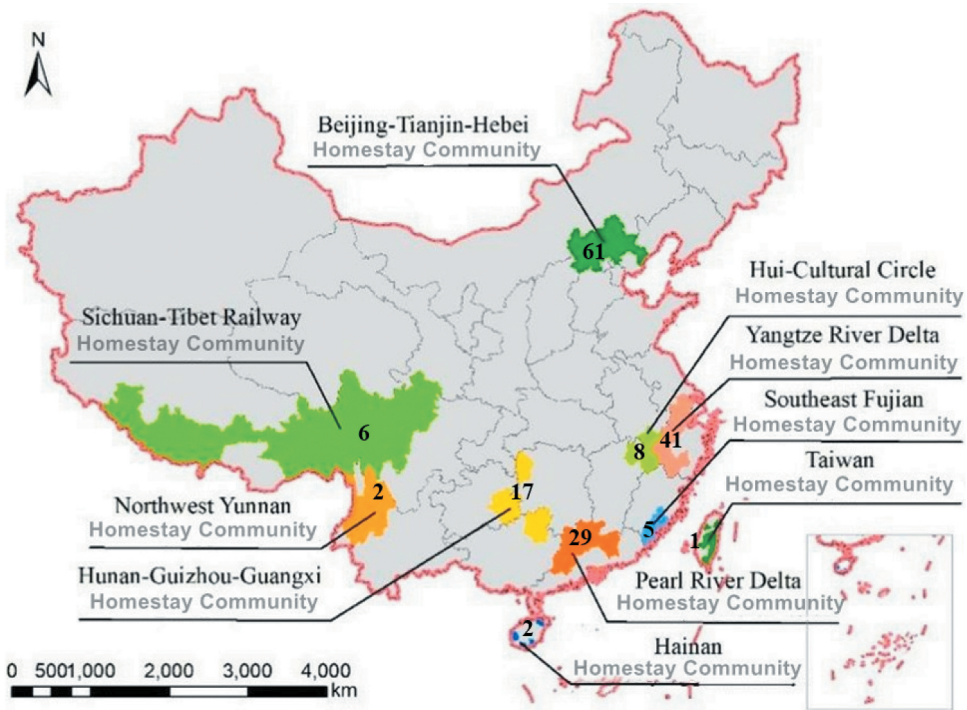 N
Beijing-Tianjin-Hebei
Homestay Community
61
Hui-Cultural Circle
Homestay Community
Sichuan-Tibet Railway
Homestay Community
Yangtze River Delta
Homestay Community
Southeast Fujian
Homestay Community
6
8
41
Taiwan
Homestay Community
2
17
Northwest Yunnan
Homestay Community
29
5
1
Hunan-Guizhou-Guangxi
Homestay Community
Pearl River Delta
Homestay Community
2
Hainan
Homestay Community
0 500 1,000 2,000 3,000 4,000
km